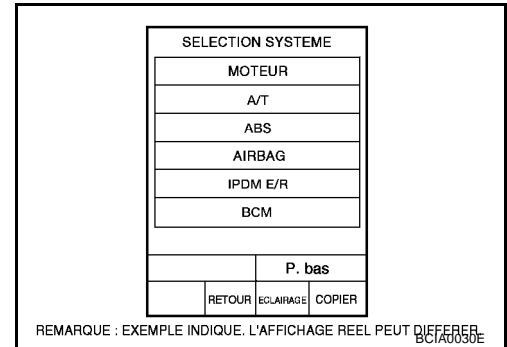 SELECTION SYSTEME
MOTEUR
A/T
ABS
AIRBAG
IPDM E/R
BCM
P. bas
RETOUR ECLAIRAGE COPIER
REMARQUE : EXEMPLE INDIQUE. L'AFFICHAGE REEL PEUT DIFFERER.
BCIA0030E